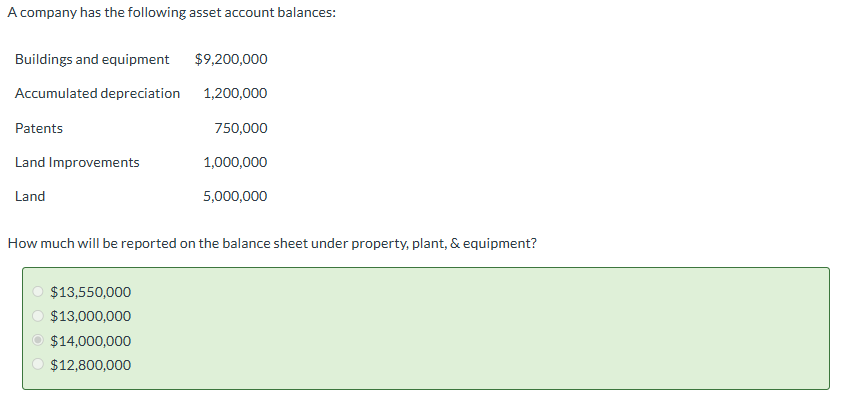 A company has the following asset account balances:
Buildings and equipment $9,200,000
Accumulated depreciation 1,200,000
Patents 750,000
Land Improvements 1,000,000
Land 5,000,000
How much will be reported on the balance sheet under property, plant, & equipment?
$13,550,000
$13,000,000
$14,000,000
$12,800,000